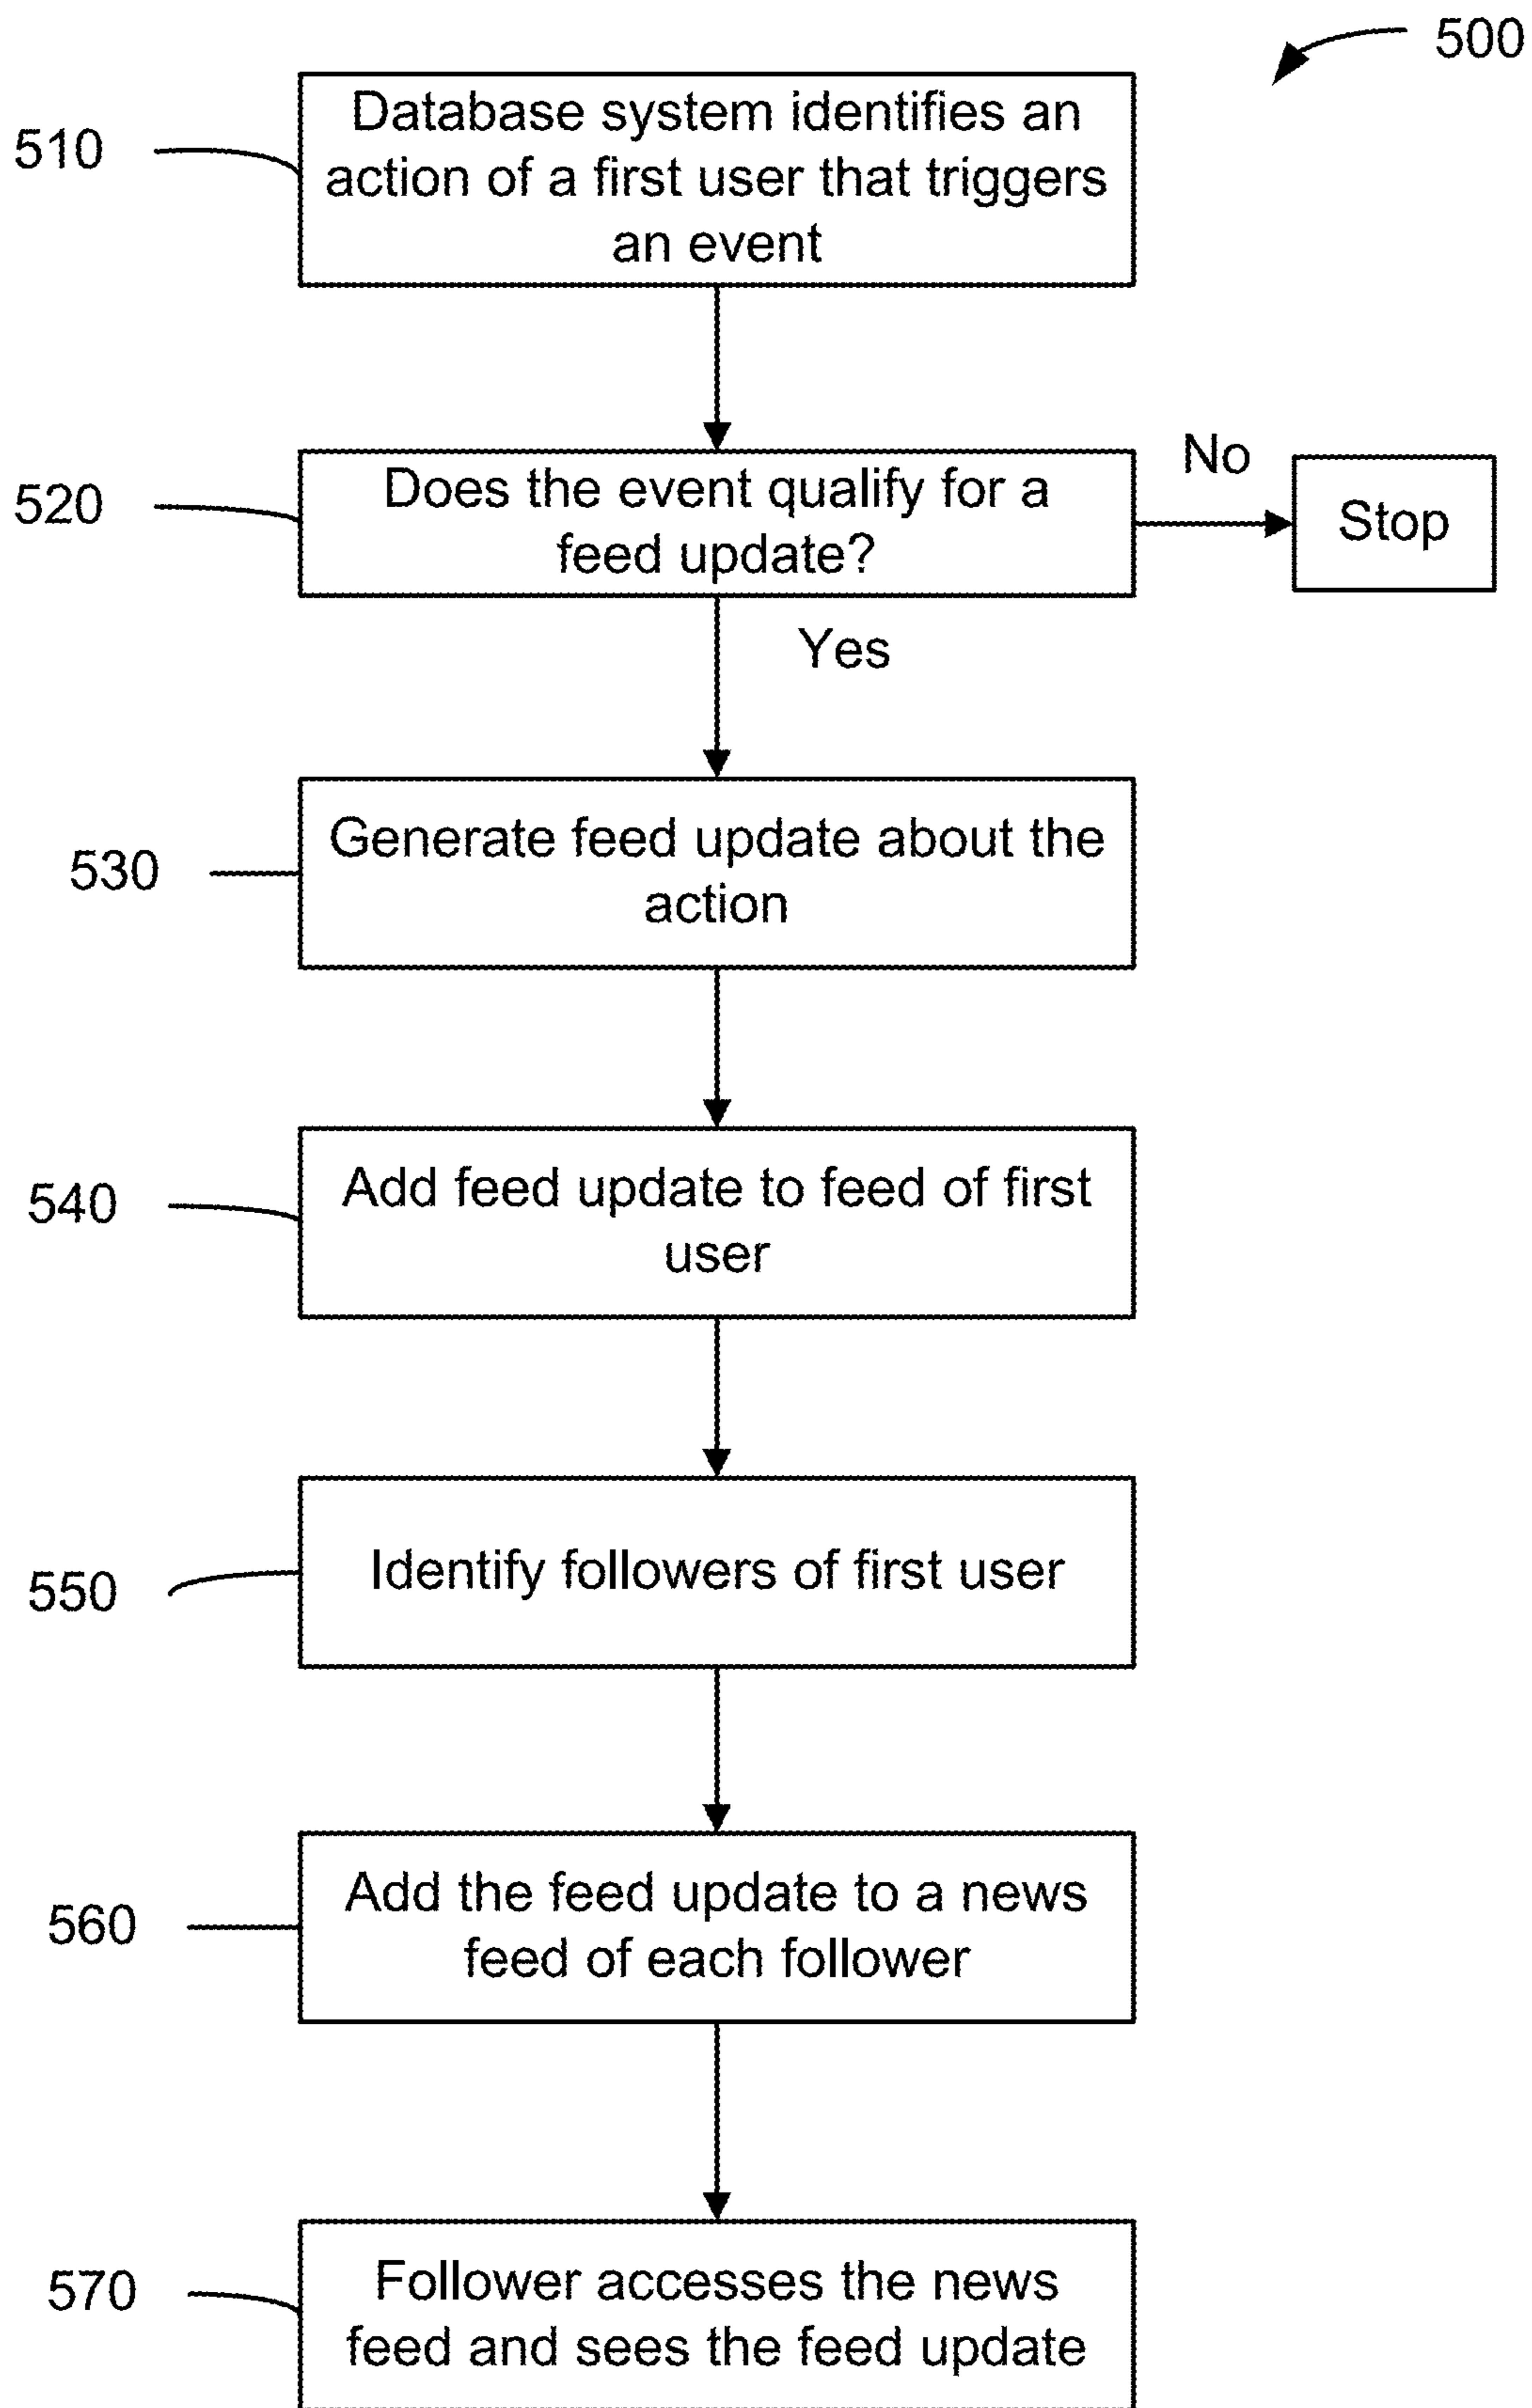 500
510
Database system identifies an
action of a first user that triggers
an event
520
Does the event qualify for a
feed update?
No
Stop
Yes
530
Generate feed update about the
action
540
Add feed update to feed of first
user
550
Identify followers of first user
560
Add the feed update to a news
feed of each follower
570
Follower accesses the news
feed and sees the feed update